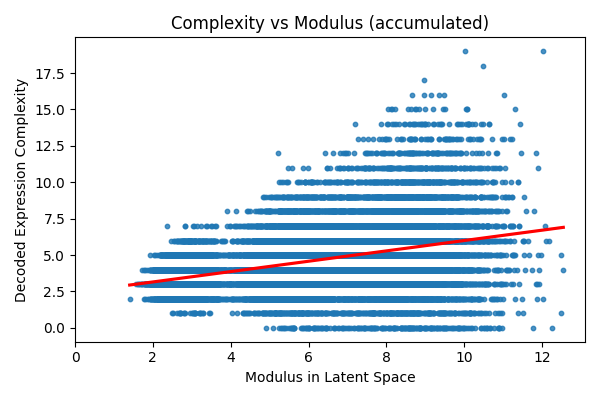 Complexity vs Modulus (accumulated)
Decoded Expression Complexity
17.5
15.0
12.5
10.0
7.5
5.0
2.5
0.0
0 2 4 6 8 10 12
Modulus in Latent Space